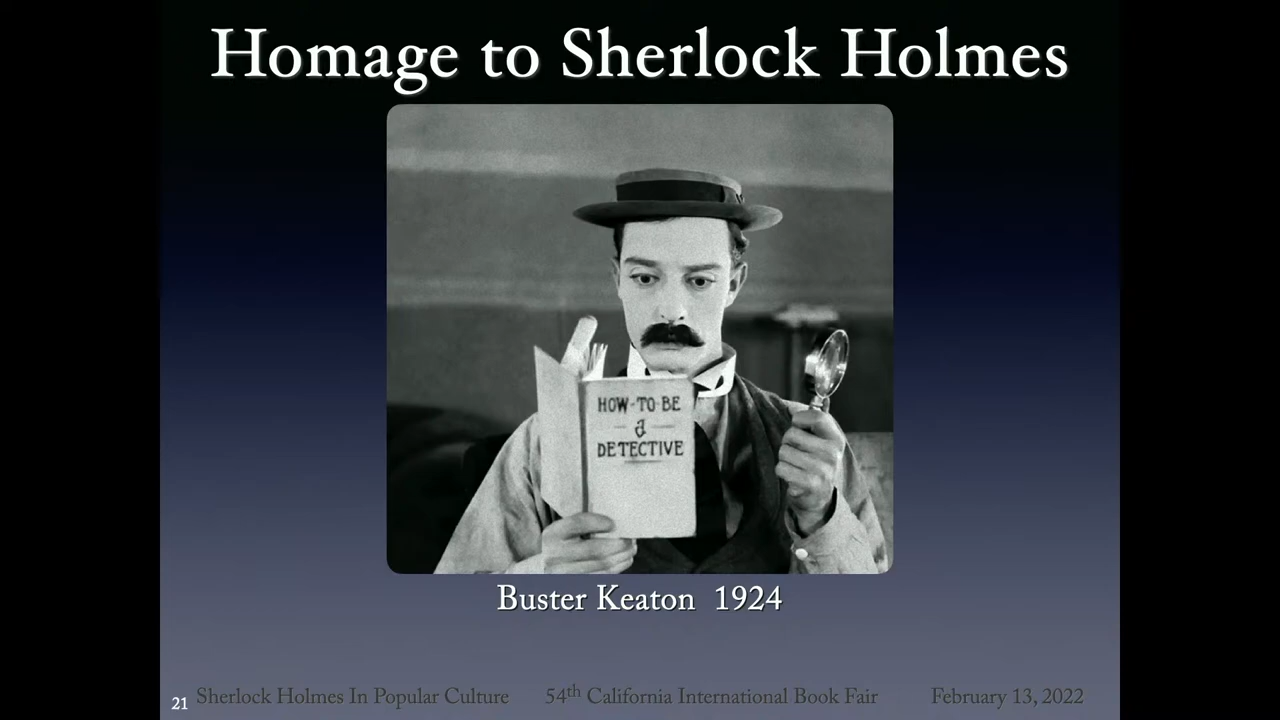 Homage to Sherlock Holmes
HOW-TO-BE
a
DETECTIVE
Buster Keaton 1924
21 Sherlock Holmes In Popular Culture 54th California International Book Fair February 13, 2022